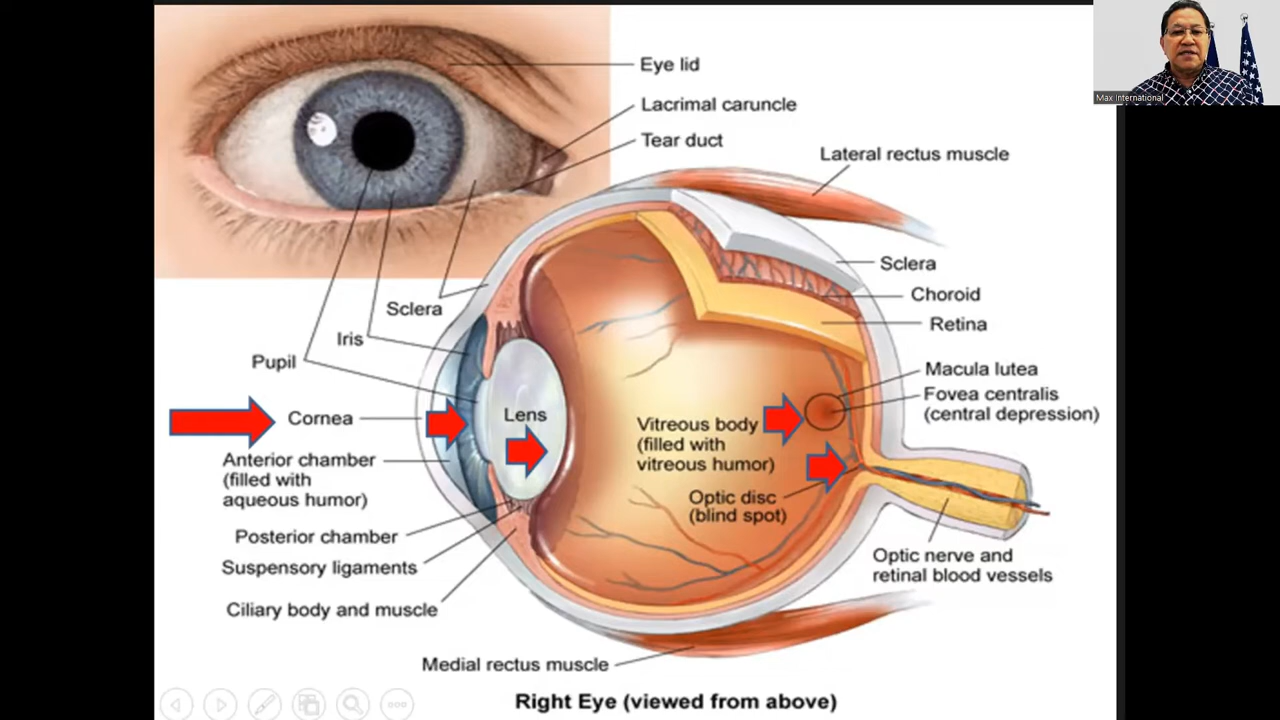 Max International
Eye lid
Lacrimal caruncle
Tear duct
Lateral rectus muscle
Sclera
Choroid
Retina
Macula lutea
Fovea centralis
(central depression)
Sclera
Iris
Pupil
Cornea
Lens
Vitreous body
(filled with
vitreous humor)
Anterior chamber
(filled with
aqueous humor)
Optic disc
(blind spot)
Posterior chamber
Suspensory ligaments
Ciliary body and muscle
Optic nerve and
retinal blood vessels
Medial rectus muscle
Right Eye (viewed from above)